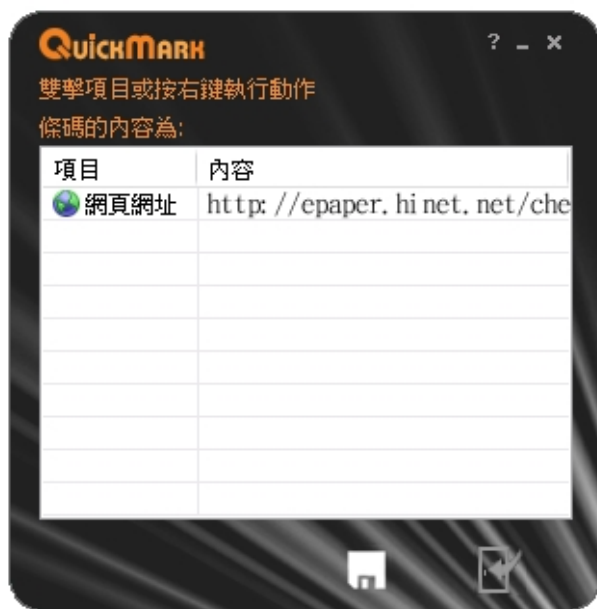 QuickMark ? _ ×
雙擊項目或按右鍵執行動作
條碼的內容為:
項目 內容
網頁網址 http://epaper.hinet.net/che